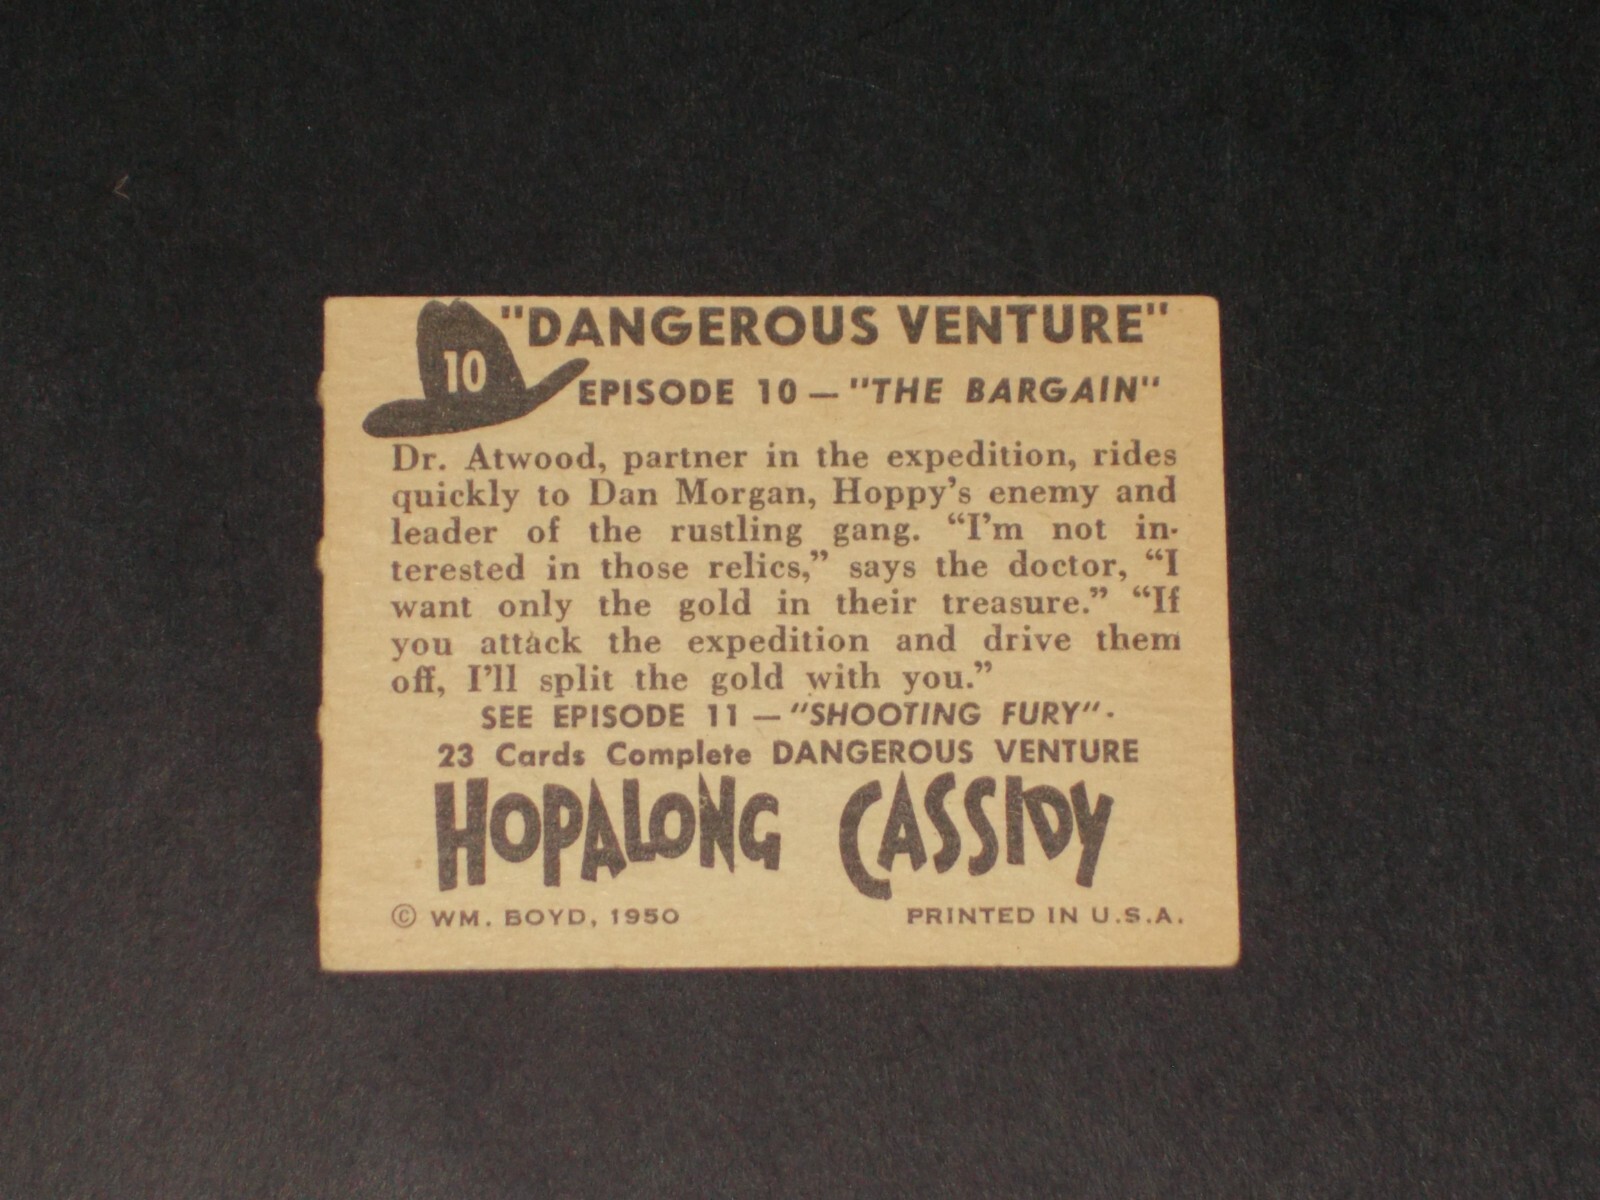 10
"DANGEROUS VENTURE"
EPISODE 10 — "THE BARGAIN"
Dr. Atwood, partner in the expedition, rides
quickly to Dan Morgan, Hoppy's enemy and
leader of the rustling gang. “I'm not in-
terested in those relics,” says the doctor, “I
want only the gold in their treasure.” “If
you attack the expedition and drive them
off, I'll split the gold with you.”
SEE EPISODE 11 — "SHOOTING FURY".
23 Cards Complete DANGEROUS VENTURE
HOPALONG CASSIDY
© WM. BOYD, 1950 PRINTED IN U.S.A.